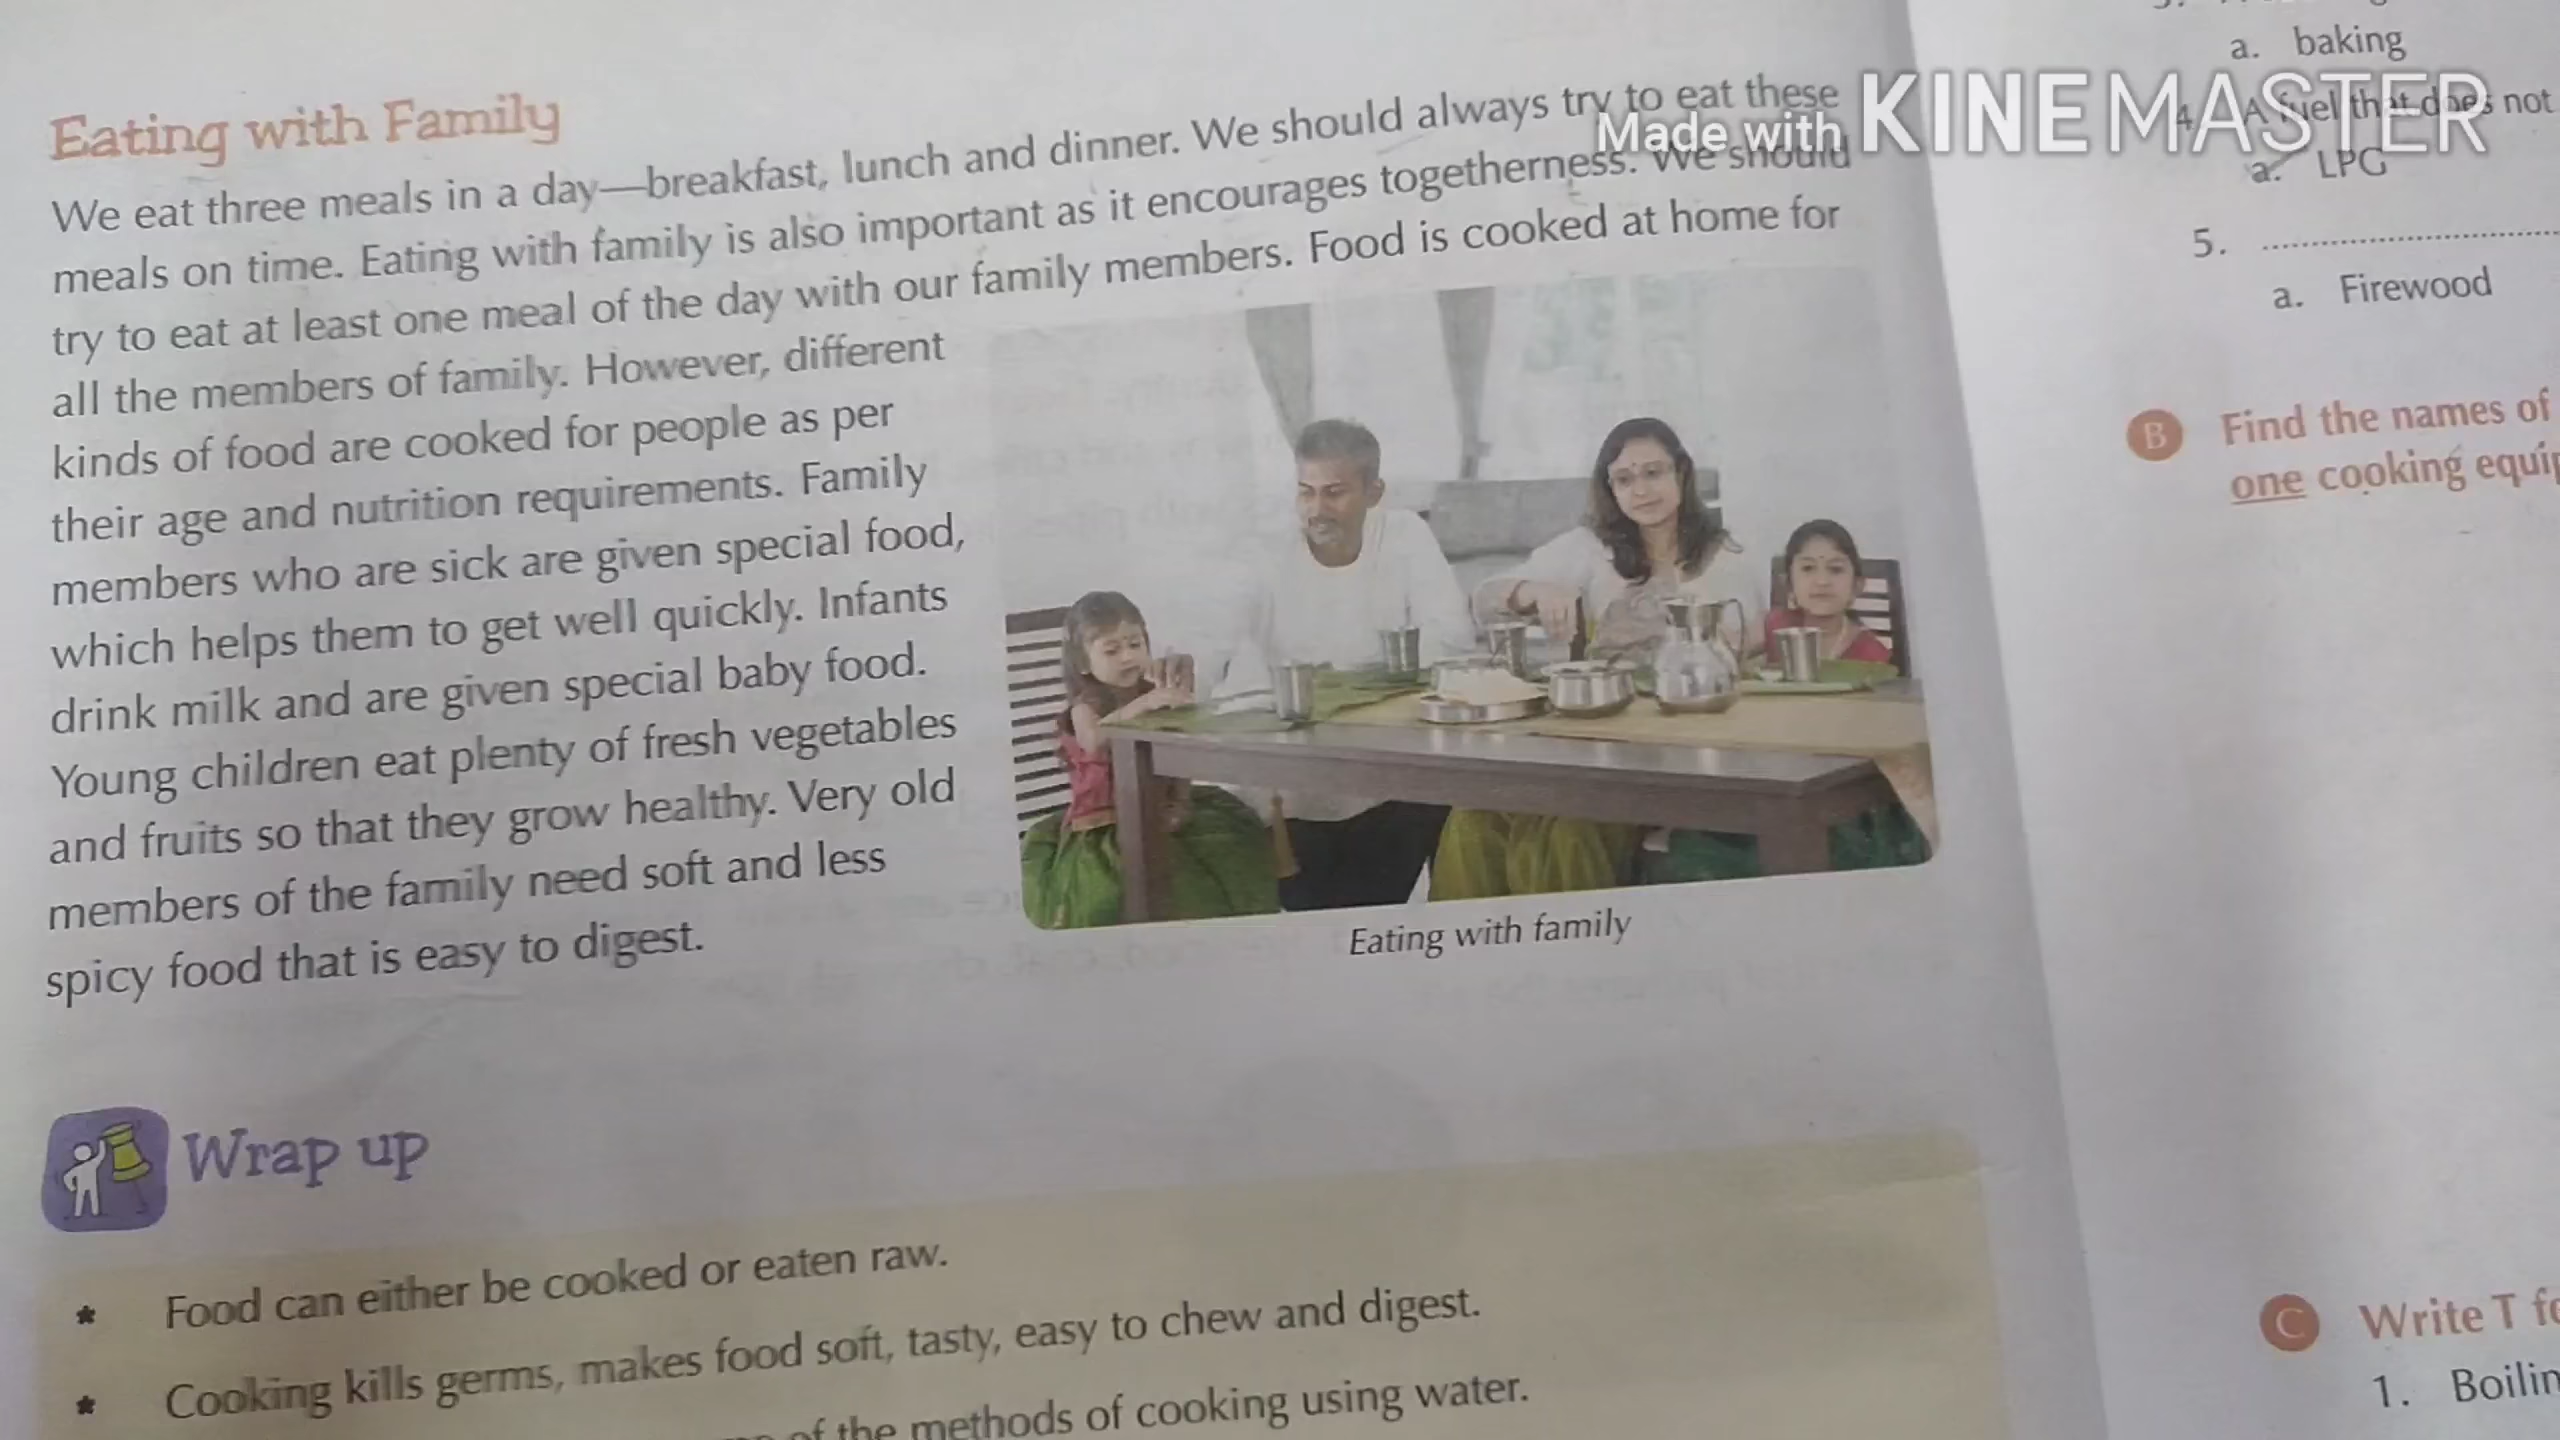 Eating with Family
We eat three meals in a day—breakfast, lunch and dinner. We should always try to eat these
meals on time. Eating with family is also important as it encourages togetherness. We should
try to eat at least one meal of the day with our family members. Food is cooked at home for
all the members of family. However, different
kinds of food are cooked for people as per
their age and nutrition requirements. Family
members who are sick are given special food,
which helps them to get well quickly. Infants
drink milk and are given special baby food.
Young children eat plenty of fresh vegetables
and fruits so that they grow healthy. Very old
members of the family need soft and less
spicy food that is easy to digest.
Eating with family
Wrap up
* Food can either be cooked or eaten raw.
* Cooking kills germs, makes food soft, tasty, easy to chew and digest.
of the methods of cooking using water.
a. baking
4. A fuel that does not
a. LPG
5.
a. Firewood
B Find the names of
one cooking
C Write T
1.
Made with KINEMASTER